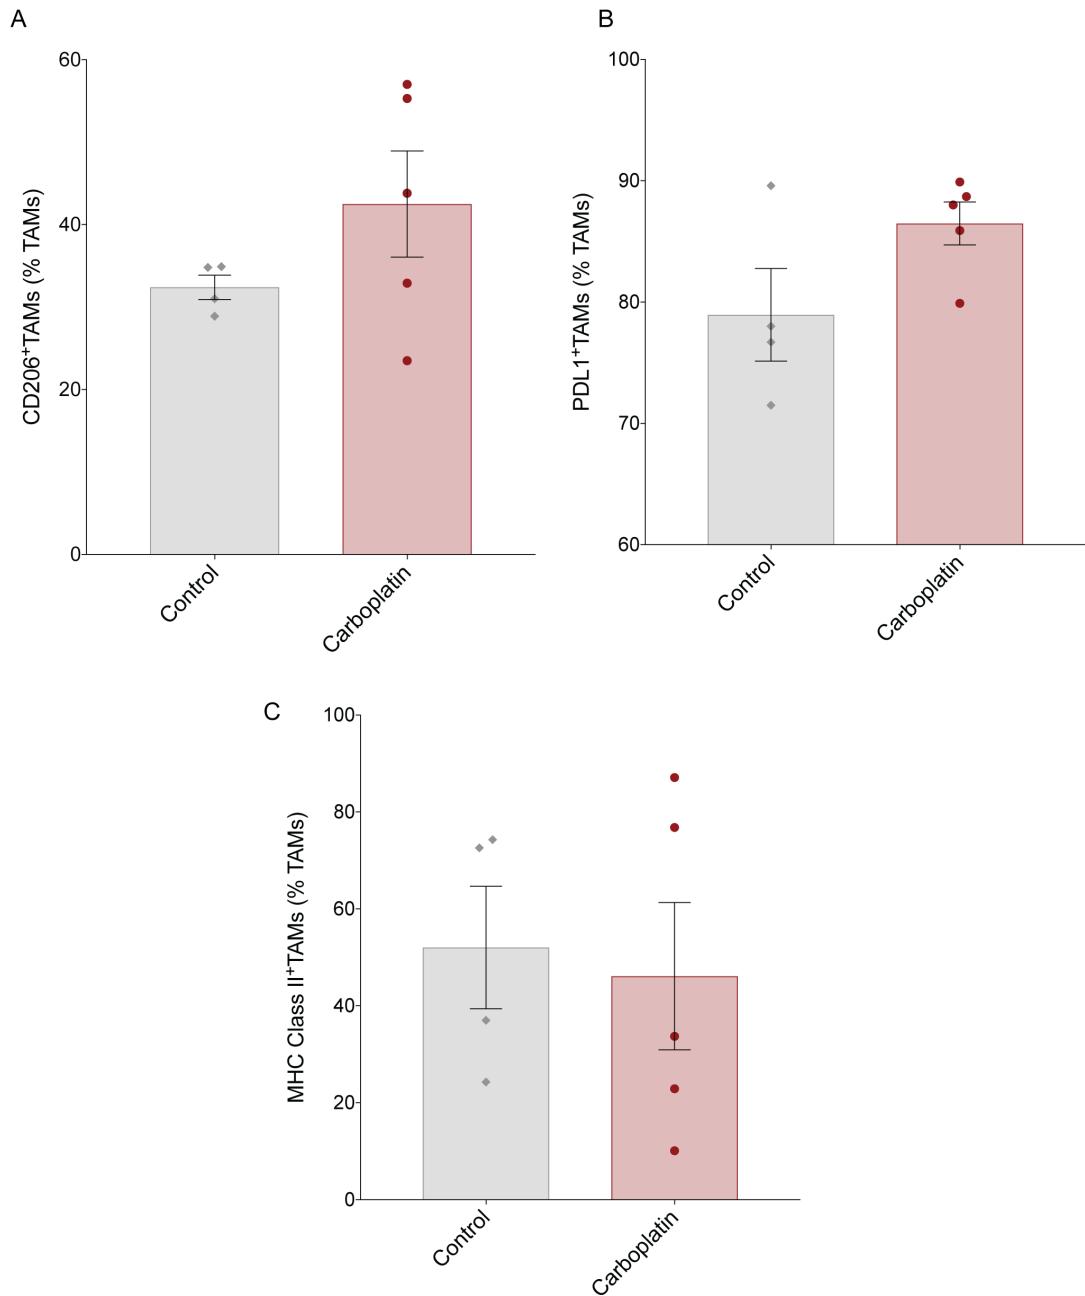 A
CD206⁺TAMs (% TAMs)
60
40
20
0
Control
Carboplatin
B
PDL1⁺TAMs (% TAMs)
100
90
80
70
60
Control
Carboplatin
C
MHC Class II⁺TAMs (% TAMs)
100
80
60
40
20
0
Control
Carboplatin